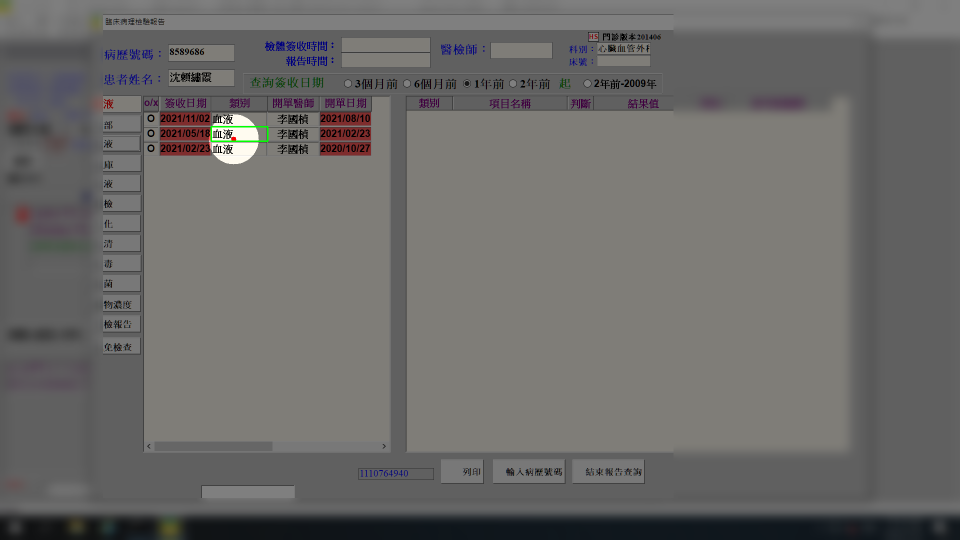 臨床病理檢驗報告
HS 門診版本201406
病歷號碼： 8589686 檢體簽收時間： 醫檢師： 科別： 心臟血管外科
報告時間： 床號：
患者姓名： 沈賴繡霞 查詢簽收日期 3個月前 6個月前 1年前 2年前 起 2年前-2009年
液 o/x 簽收日期 類別 開單醫師 開單日期 類別 項目名稱 判斷 結果值
O 2021/11/02 血液 李國楨 2021/08/10
部
O 2021/05/18 血液 李國楨 2021/02/23
液
O 2021/02/23 血液 李國楨 2020/10/27
庫
液
檢
化
清
毒
菌
物濃度
檢報告
免檢查
1110764940 列印 輸入病歷號碼 結束報告查詢